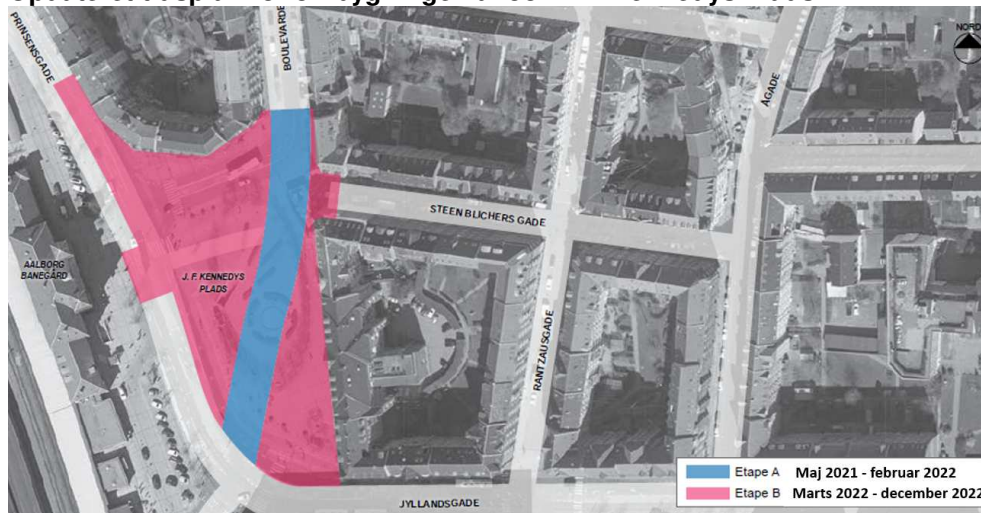 PRINSENSGADE
BOULEVARDEN
NORD
ÅGADE
STEEN BLICHERS GADE
AALBORG
BANEGÅRD
J. F. KENNEDYS
PLADS
RANTZAUSGADE
JYLLANDSGADE
Etape A Maj 2021 - februar 2022
Etape B Marts 2022 - december 2022